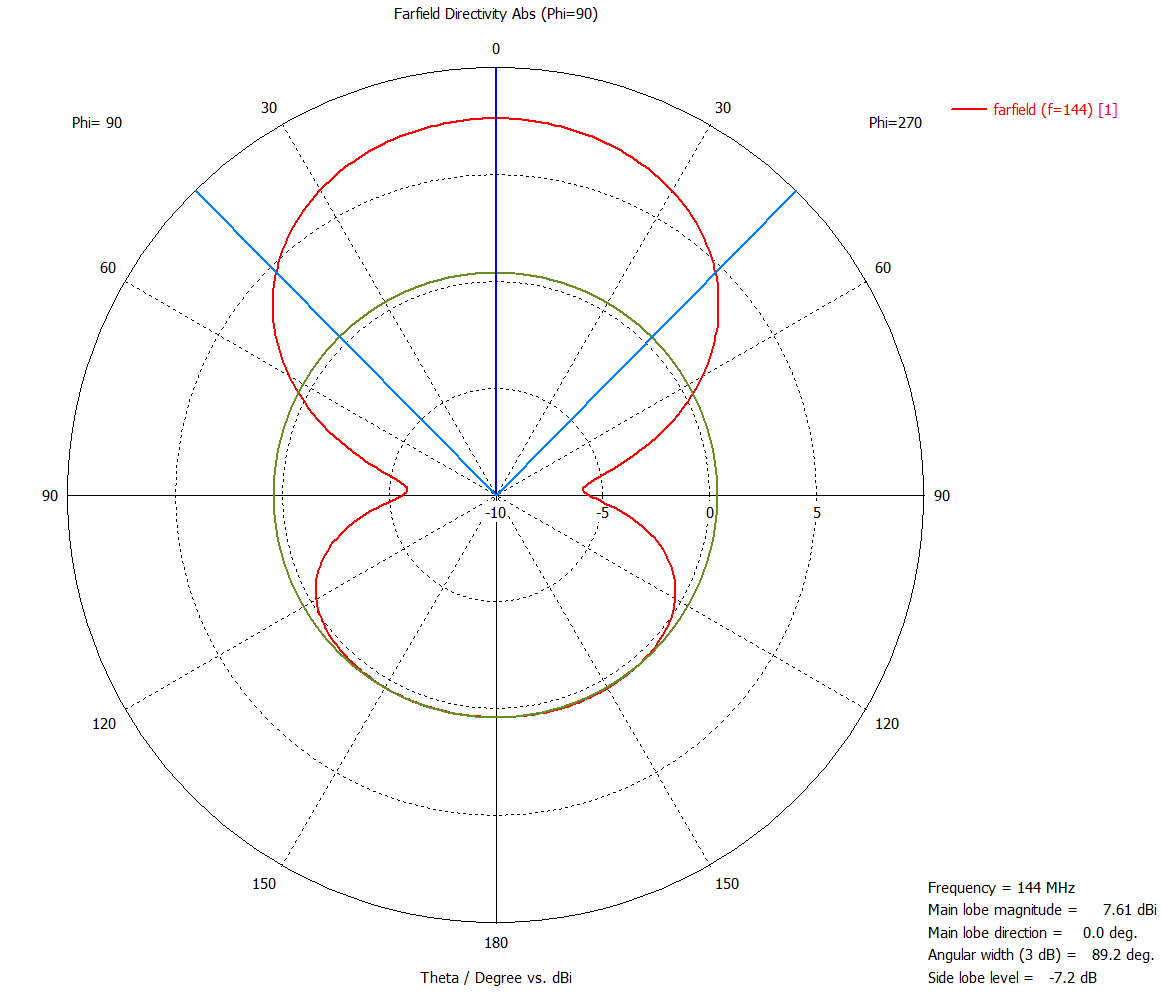 Farfield Directivity Abs (Phi=90)
0
30
30
Phi= 90
Phi=270
farfield (f=144) [1]
60
60
90
90
-10
-5
0
5
120
120
150
150
180
Theta / Degree vs. dBi
Frequency = 144 MHz
Main lobe magnitude = 7.61 dBi
Main lobe direction = 0.0 deg.
Angular width (3 dB) = 89.2 deg.
Side lobe level = -7.2 dB